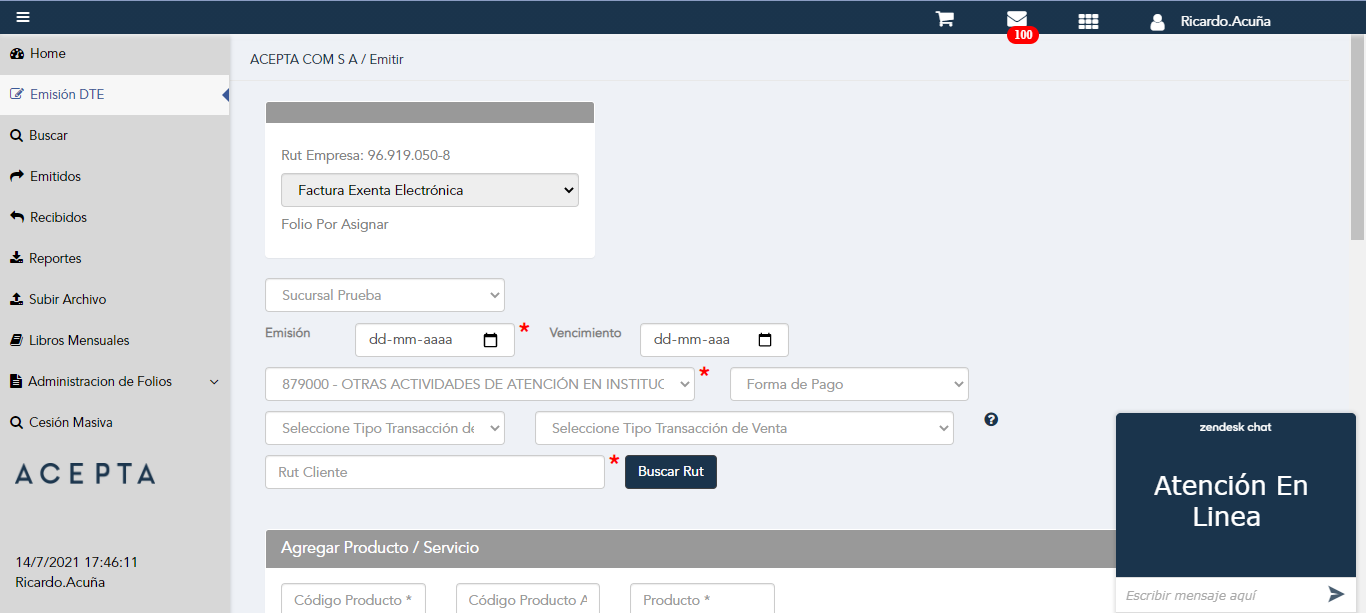 100
Ricardo.Acuña
Home
Emisión DTE
Buscar
Emitidos
Recibidos
Reportes
Subir Archivo
Libros Mensuales
Administracion de Folios
Cesión Masiva
ACEPTA
14/7/2021 17:46:11
Ricardo.Acuña
ACEPTA COM S A / Emitir
Rut Empresa: 96.919.050-8
Factura Exenta Electrónica
Folio Por Asignar
Sucursal Prueba
Emisión dd-mm-aaaa * Vencimiento dd-mm-aaa
879000 - OTRAS ACTIVIDADES DE ATENCIÓN EN INSTITUC * Forma de Pago
Seleccione Tipo Transacción de Seleccione Tipo Transacción de Venta ?
Rut Cliente * Buscar Rut
Agregar Producto / Servicio
Código Producto * Código Producto A Producto *
zendesk chat
Atención En
Linea
Escribir mensaje aquí